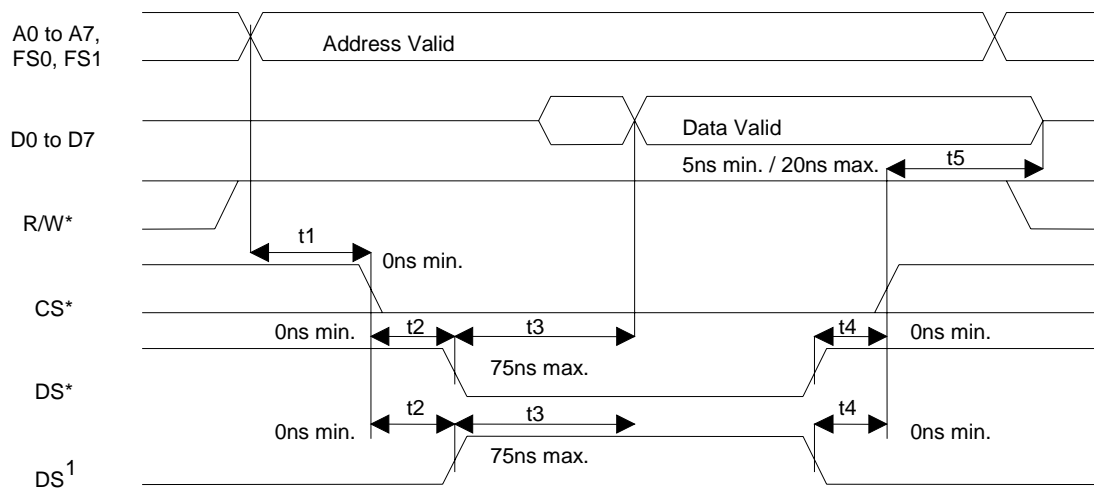 A0 to A7,
FS0, FS1
Address Valid
D0 to D7
Data Valid
5ns min. / 20ns max.
t5
R/W*
t1
0ns min.
CS*
0ns min.
t2
t3
t4
0ns min.
75ns max.
DS*
0ns min.
t2
t3
t4
0ns min.
75ns max.
DS1